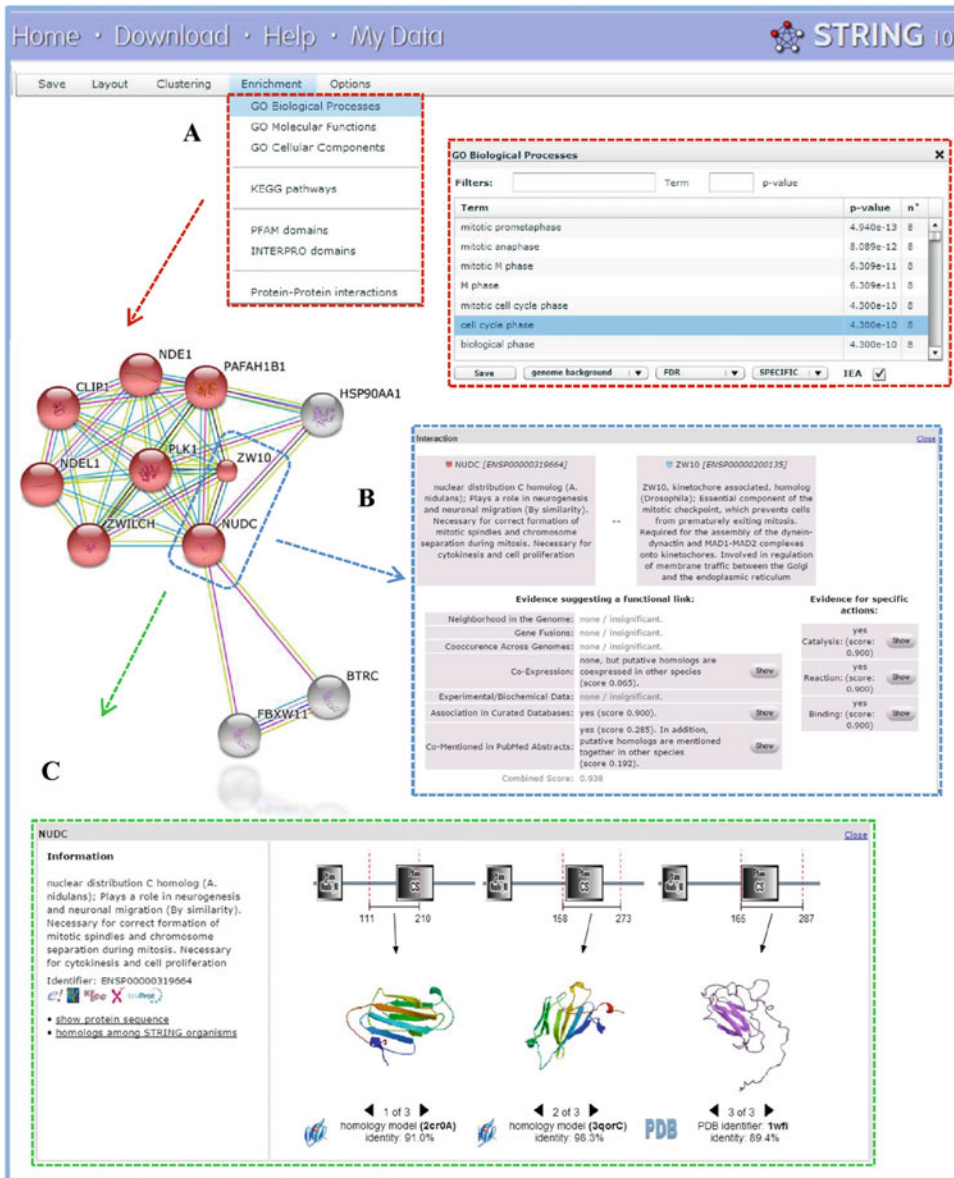 Home · Download · Help · My Data
STRING 10
Save Layout Clustering Enrichment Options
A
GO Biological Processes
GO Molecular Functions
GO Cellular Components
KEGG pathways
PFAM domains
INTERPRO domains
Protein-Protein interactions
GO Biological Processes
Filters: Term p-value
Term p-value n°
mitotic prometaphase 4.940e-13 8
mitotic anaphase 8.089e-12 8
mitotic M phase 6.309e-11 8
M phase 6.309e-11 8
mitotic cell cycle phase 4.300e-10 8
cell cycle phase 4.300e-10 8
biological phase 4.300e-10 8
Save genome background FDR SPECIFIC IEA
NDE1
PAFAH1B1
CLIP1
HSP90AA1
PLK1
ZW10
NDEL1
ZWILCH
NUDC
BTRC
FBXW11
B
Interaction Close
NUDC [ENSP00000319664]
nuclear distribution C homolog (A.
nidulans); Plays a role in neurogenesis
and neuronal migration (By similarity).
Necessary for correct formation of
mitotic spindles and chromosome
separation during mitosis. Necessary for
cytokinesis and cell proliferation
--
ZW10 [ENSP00000200135]
ZW10, kinetochore associated, homolog
(Drosophila); Essential component of the
mitotic checkpoint, which prevents cells
from prematurely exiting mitosis.
Required for the assembly of the dynein-
dynactin and MAD1-MAD2 complexes
onto kinetochores. Involved in regulation
of membrane traffic between the Golgi
and the endoplasmic reticulum
Evidence suggesting a functional link:
Neighborhood in the Genome: none / insignificant.
Gene Fusions: none / insignificant.
Cooccurence Across Genomes: none / insignificant.
Co-Expression: none, but putative homologs are
coexpressed in other species
(score 0.065). Show
Experimental/Biochemical Data: none / insignificant.
Association in Curated Databases: yes (score 0.900). Show
Co-Mentioned in PubMed Abstracts: yes (score 0.285). In addition,
putative homologs are mentioned
together in other species
(score 0.192). Show
Combined Score: 0.938
Evidence for specific
actions:
yes
Catalysis: (score: Show
0.900)
yes
Reaction: (score: Show
0.900)
yes
Binding: (score: Show
0.900)
C
NUDC Close
Information
nuclear distribution C homolog (A.
nidulans); Plays a role in neurogenesis
and neuronal migration (By similarity).
Necessary for correct formation of
mitotic spindles and chromosome
separation during mitosis. Necessary
for cytokinesis and cell proliferation
Identifier: ENSP00000319664
UniProt
• show protein sequence
• homologs among STRING organisms
CS CS CS
111 210 158 273 165 287
1 of 3
homology model (2cr0A)
identity: 91.0%
2 of 3
homology model (3qorC)
identity: 98.3%
PDB
3 of 3
PDB identifier: 1wfi
identity: 89.4%